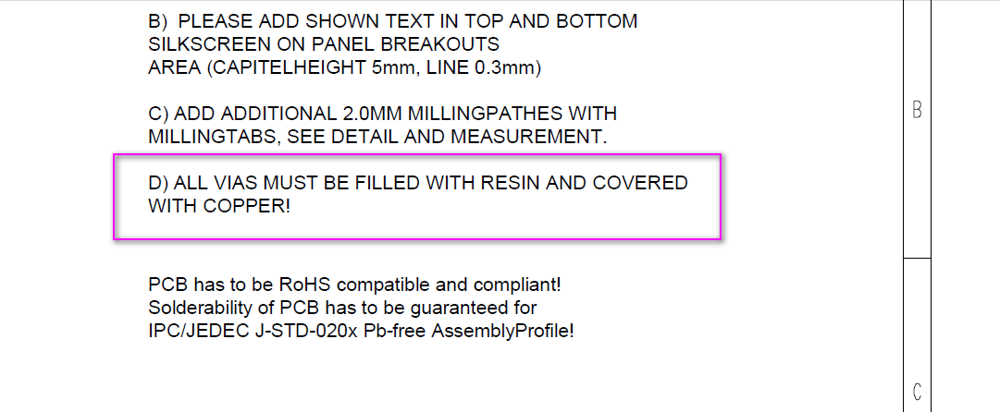 B) PLEASE ADD SHOWN TEXT IN TOP AND BOTTOM
SILKSCREEN ON PANEL BREAKOUTS
AREA (CAPITELHEIGHT 5mm, LINE 0.3mm)
C) ADD ADDITIONAL 2.0MM MILLINGPATHES WITH
MILLINGTABS, SEE DETAIL AND MEASUREMENT.
D) ALL VIAS MUST BE FILLED WITH RESIN AND COVERED
WITH COPPER!
PCB has to be RoHS compatible and compliant!
Solderability of PCB has to be guaranteed for
IPC/JEDEC J-STD-020x Pb-free AssemblyProfile!
B
C